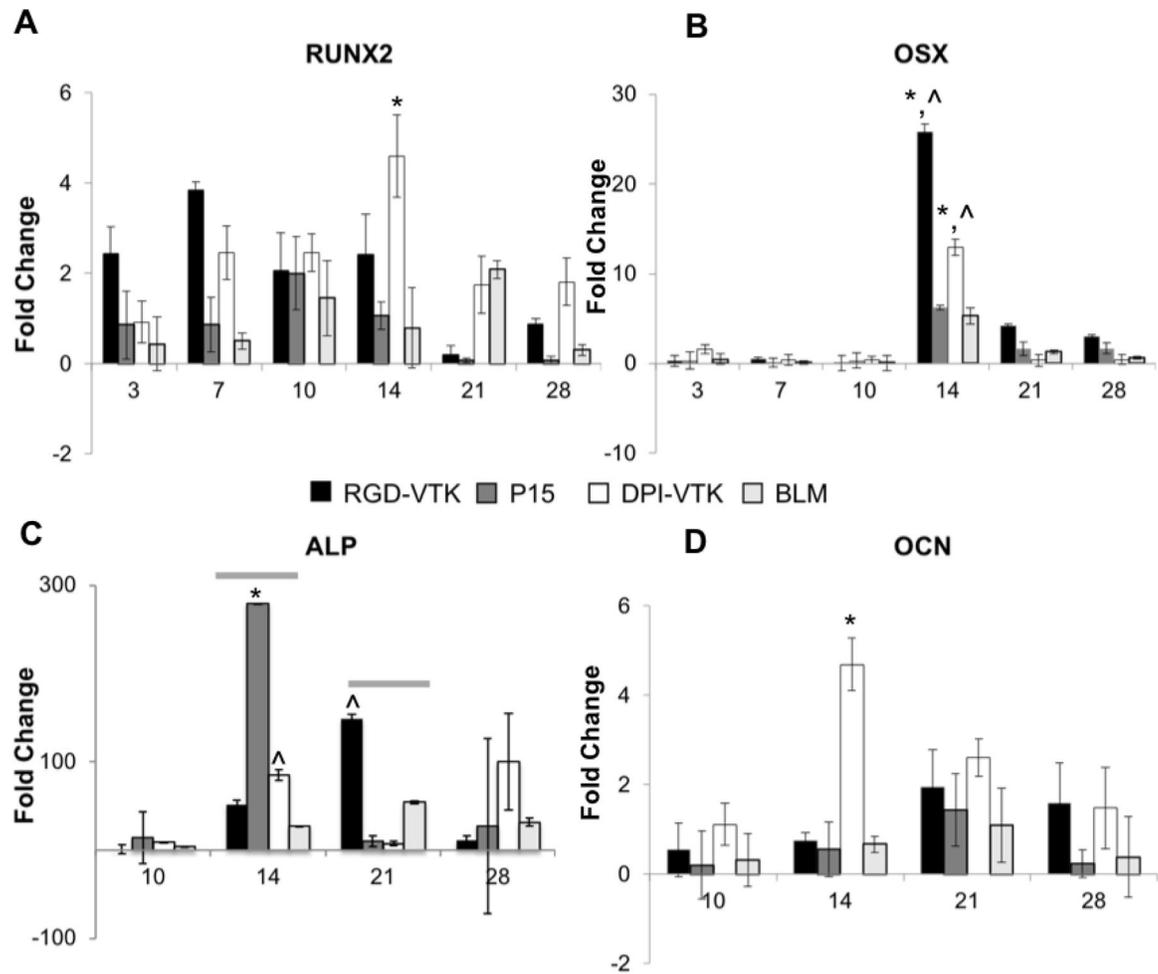 A
B
RUNX2
OSX
6
4
2
0
-2
Fold Change
*
3 7 10 14 21 28
30
20
10
0
-10
Fold Change
*,^
*,^
3 7 10 14 21 28
RGD-VTK P15 DPI-VTK BLM
C
D
ALP
OCN
300
100
-100
Fold Change
*
^
^
10 14 21 28
6
4
2
0
-2
Fold Change
*
10 14 21 28